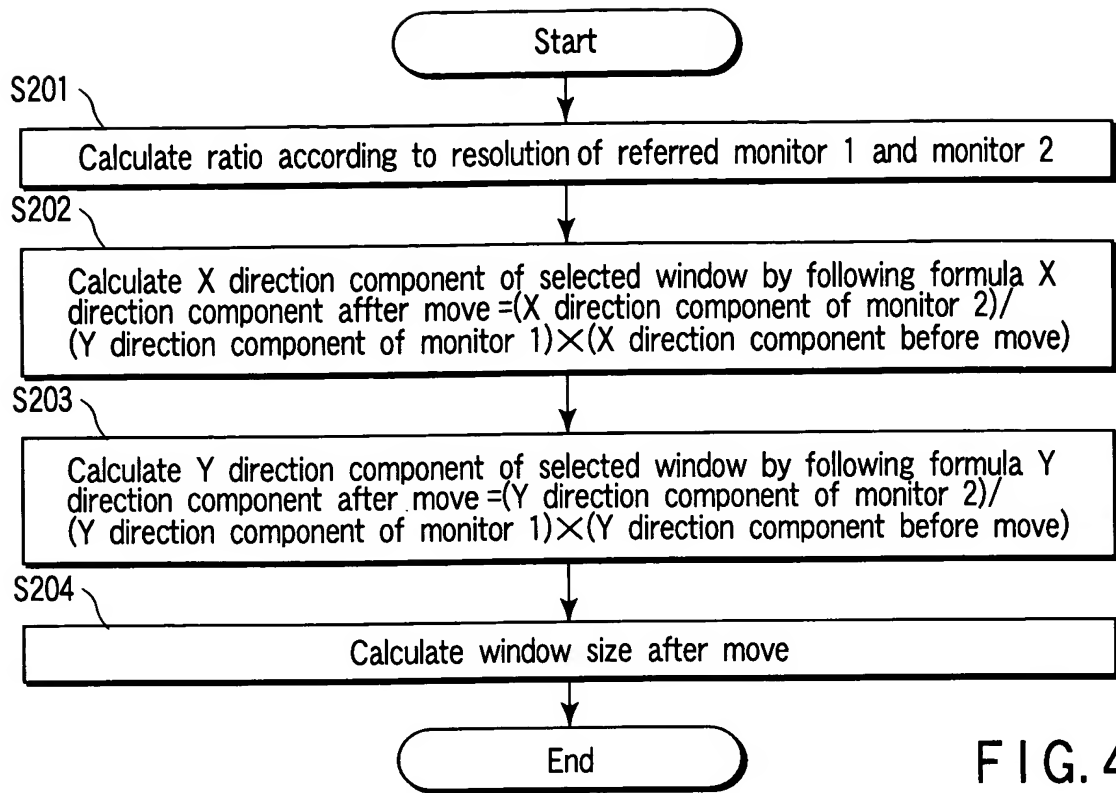 Start
S201
Calculate ratio according to resolution of referred monitor 1 and monitor 2
S202
Calculate X direction component of selected window by following formula X
direction component affter move =(X direction component of monitor 2)/
(Y direction component of monitor 1)×(X direction component before move)
S203
Calculate Y direction component of selected window by following formula Y
direction component after move =(Y direction component of monitor 2)/
(Y direction component of monitor 1)×(Y direction component before move)
S204
Calculate window size after move
End
FIG. 4